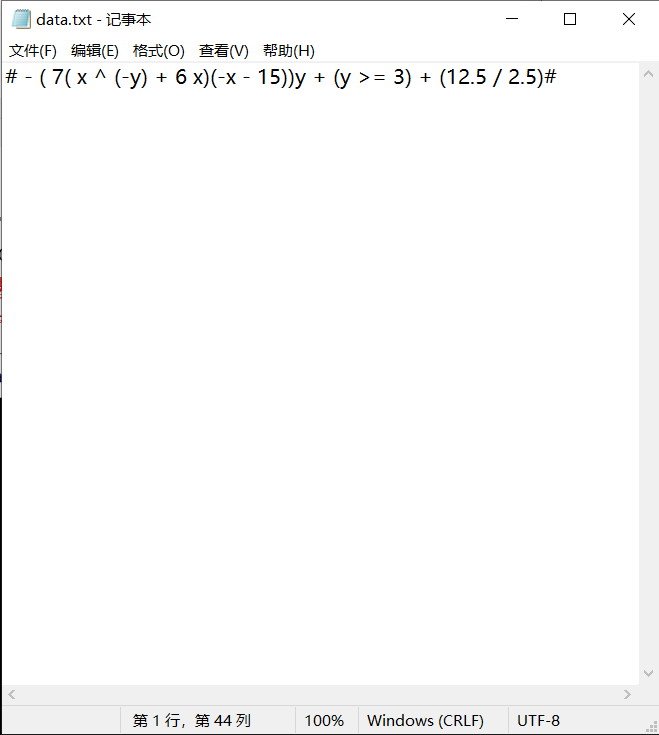 data.txt - 记事本
文件(F) 编辑(E) 格式(O) 查看(V) 帮助(H)
# - ( 7( x ^ (-y) + 6 x)(-x - 15))y + (y >= 3) + (12.5 / 2.5)#
第 1 行，第 44 列 100% Windows (CRLF) UTF-8